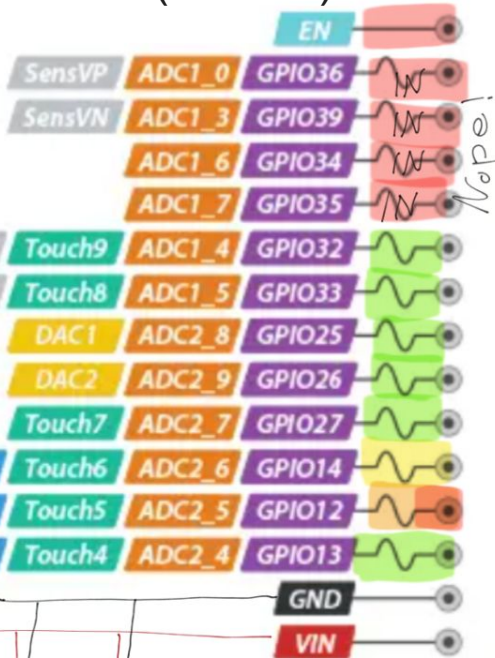 EN
SensVP ADC1_0 GPIO36
SensVN ADC1_3 GPIO39
ADC1_6 GPIO34
ADC1_7 GPIO35
Nope!
Touch9 ADC1_4 GPIO32
Touch8 ADC1_5 GPIO33
DAC1 ADC2_8 GPIO25
DAC2 ADC2_9 GPIO26
Touch7 ADC2_7 GPIO27
Touch6 ADC2_6 GPIO14
Touch5 ADC2_5 GPIO12
Touch4 ADC2_4 GPIO13
GND
VIN